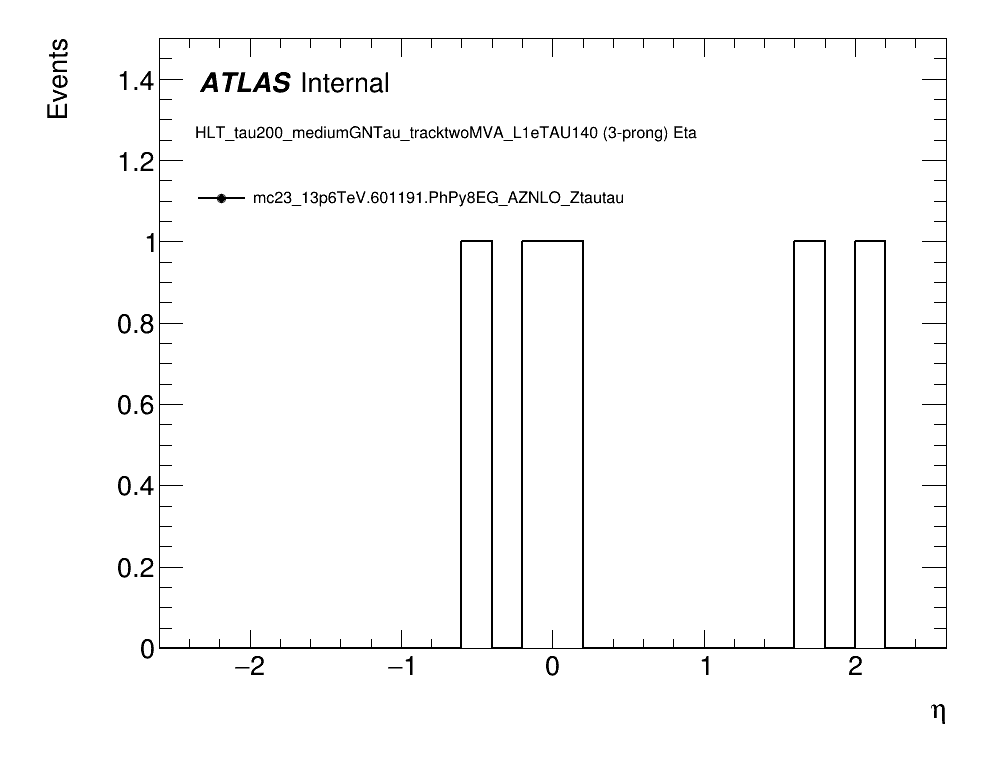 Events
ATLAS Internal
HLT_tau200_mediumGNTau_tracktwoMVA_L1eTAU140 (3-prong) Eta
mc23_13p6TeV.601191.PhPy8EG_AZNLO_Ztautau
1.4
1.2
1
0.8
0.6
0.4
0.2
0
−2 −1 0 1 2
η